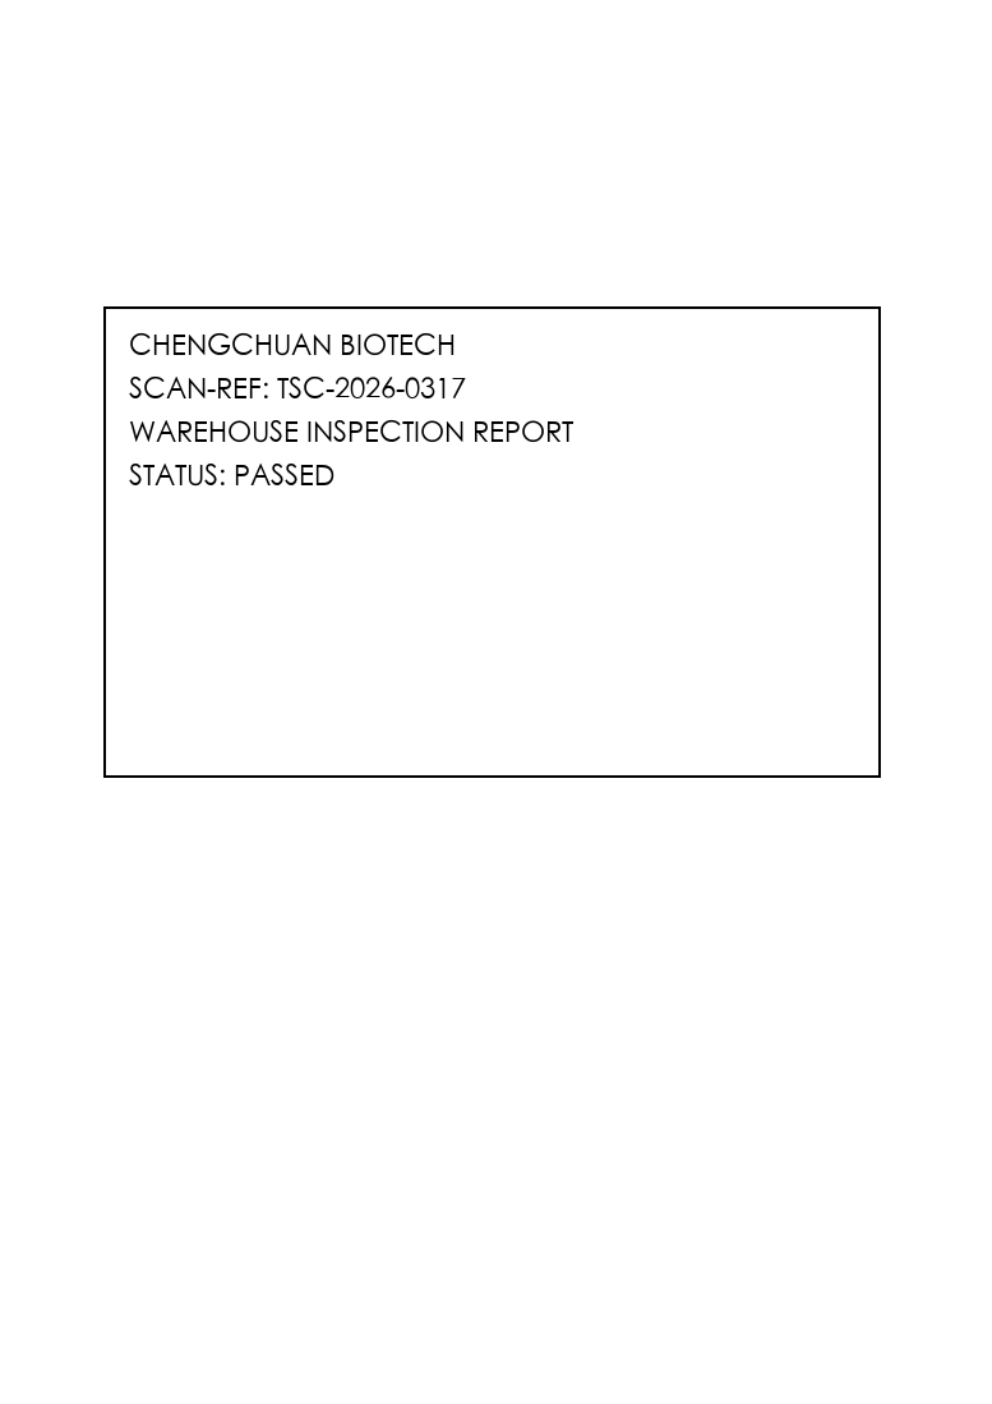 CHENGCHUAN BIOTECH
SCAN-REF: TSC-2026-0317
WAREHOUSE INSPECTION REPORT
STATUS: PASSED